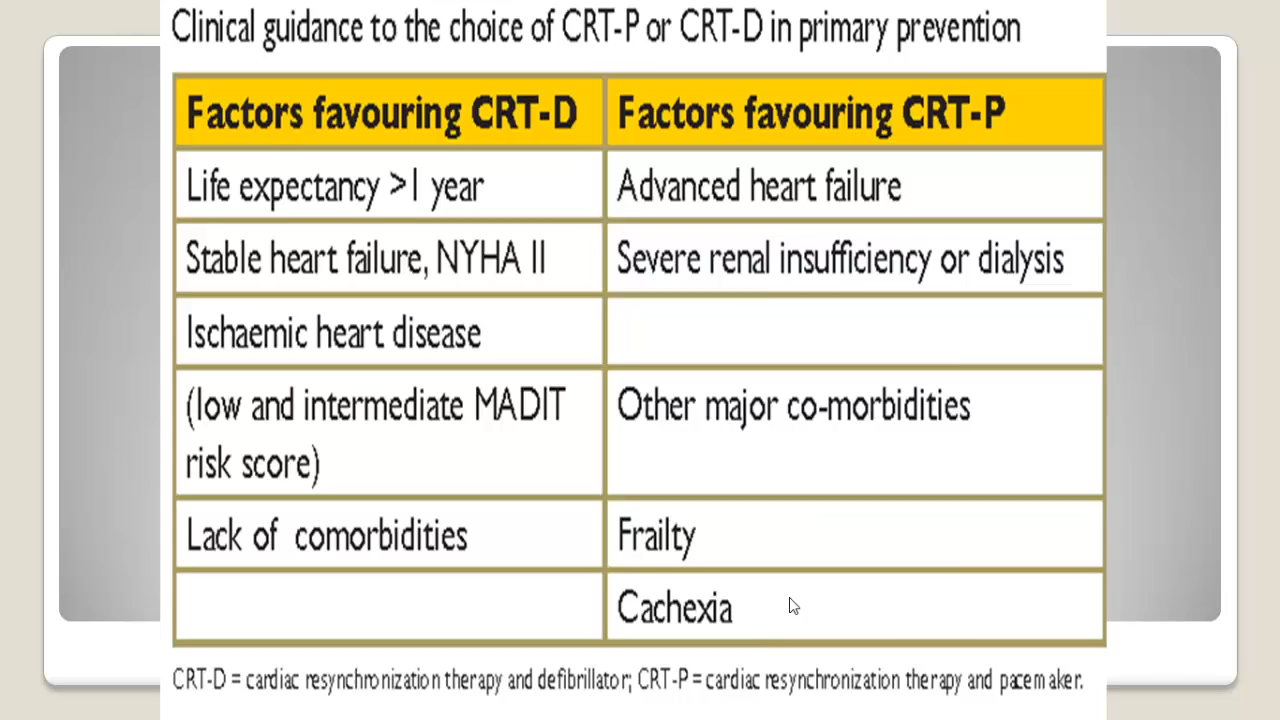 Clinical guidance to the choice of CRT-P or CRT-D in primary prevention
Factors favouring CRT-D
Factors favouring CRT-P
Life expectancy >1 year
Advanced heart failure
Stable heart failure, NYHA II
Severe renal insufficiency or dialysis
Ischaemic heart disease
(low and intermediate MADIT
risk score)
Other major co-morbidities
Lack of comorbidities
Frailty
Cachexia
CRT-D = cardiac resynchronization therapy and defibrillator; CRT-P = cardiac resynchronization therapy and pacemaker.